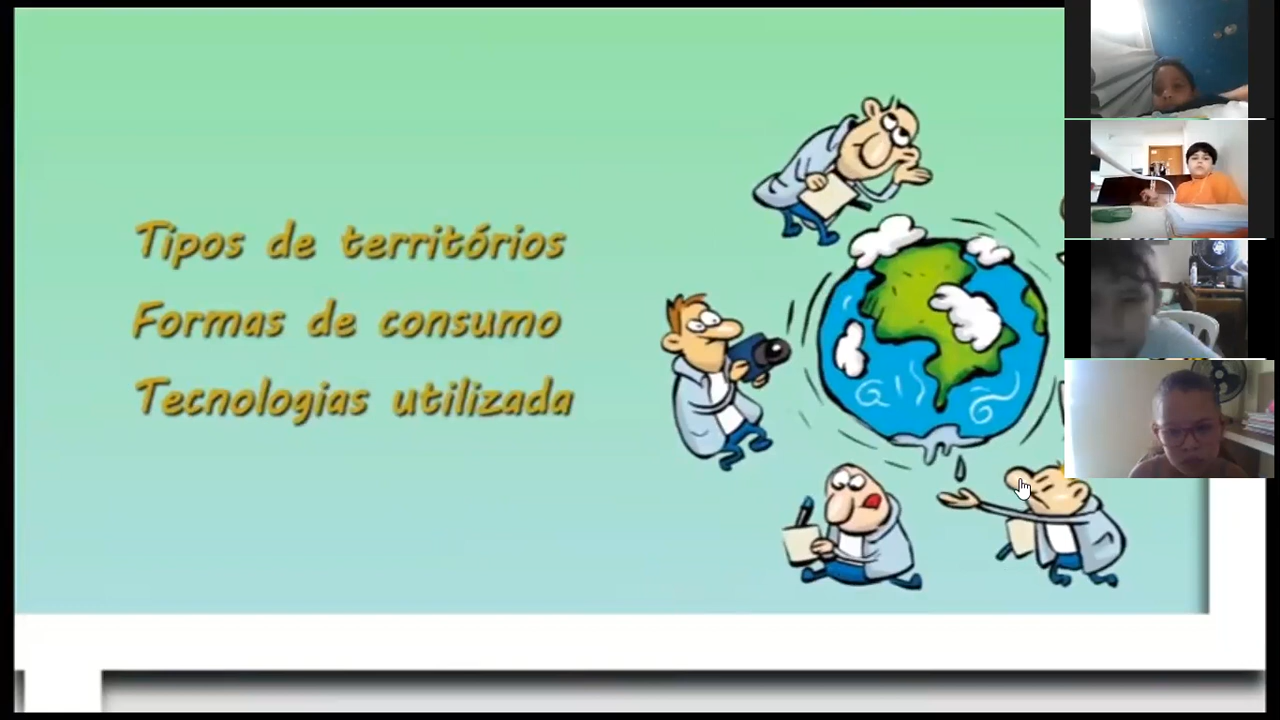 Tipos de territórios
Formas de consumo
Tecnologias utilizada